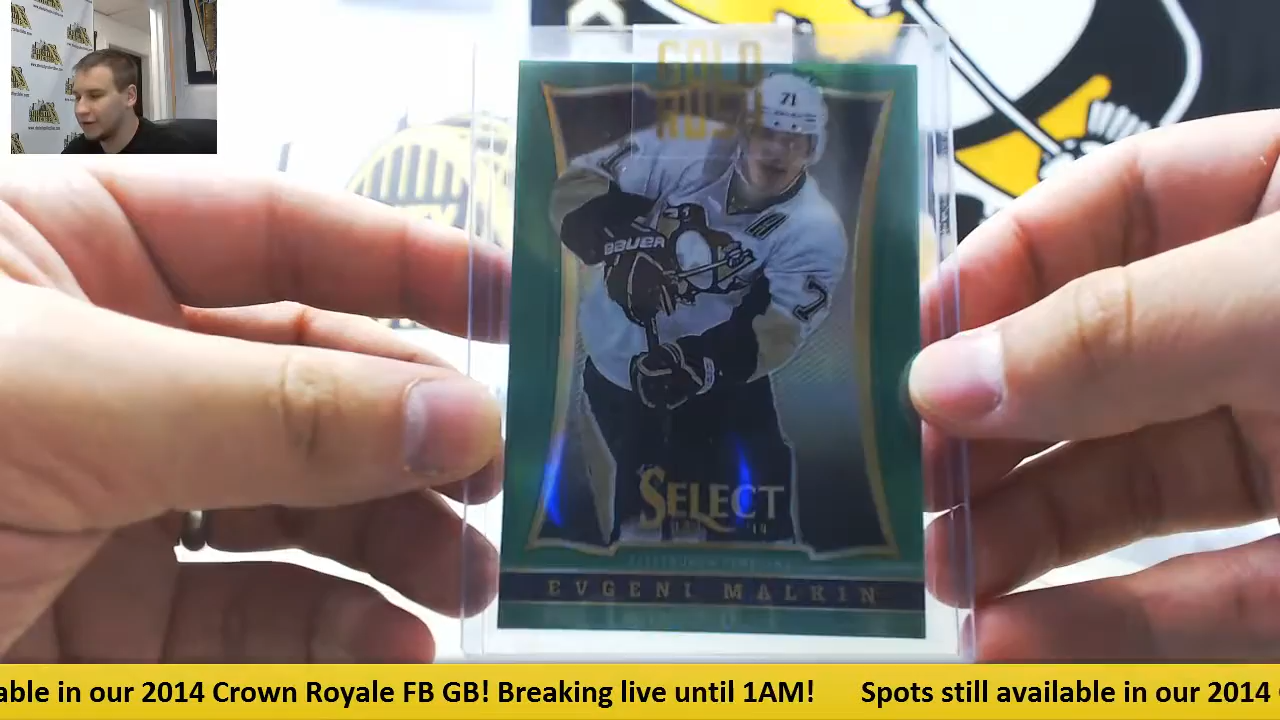 GOLD
RUSH
71
BAUER
7
SELECT
EVGENI MALKIN
able in our 2014 Crown Royale FB GB! Breaking live until 1AM! Spots still available in our 2014